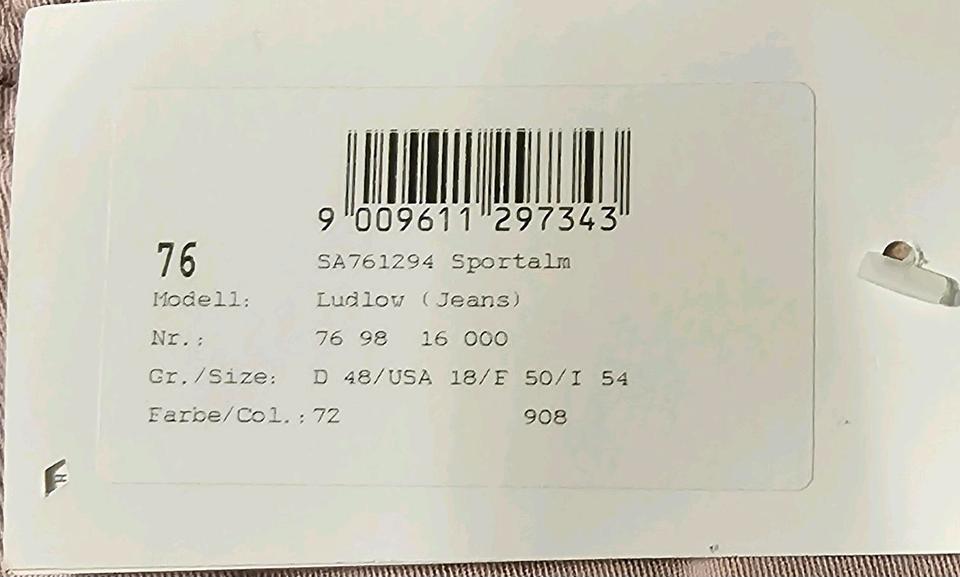 9 009611 297343
76
SA761294 Sportalm
Modell: Ludlow (Jeans)
Nr.: 76 98 16 000
Gr./Size: D 48/USA 18/E 50/I 54
Farbe/Col.: 72 908